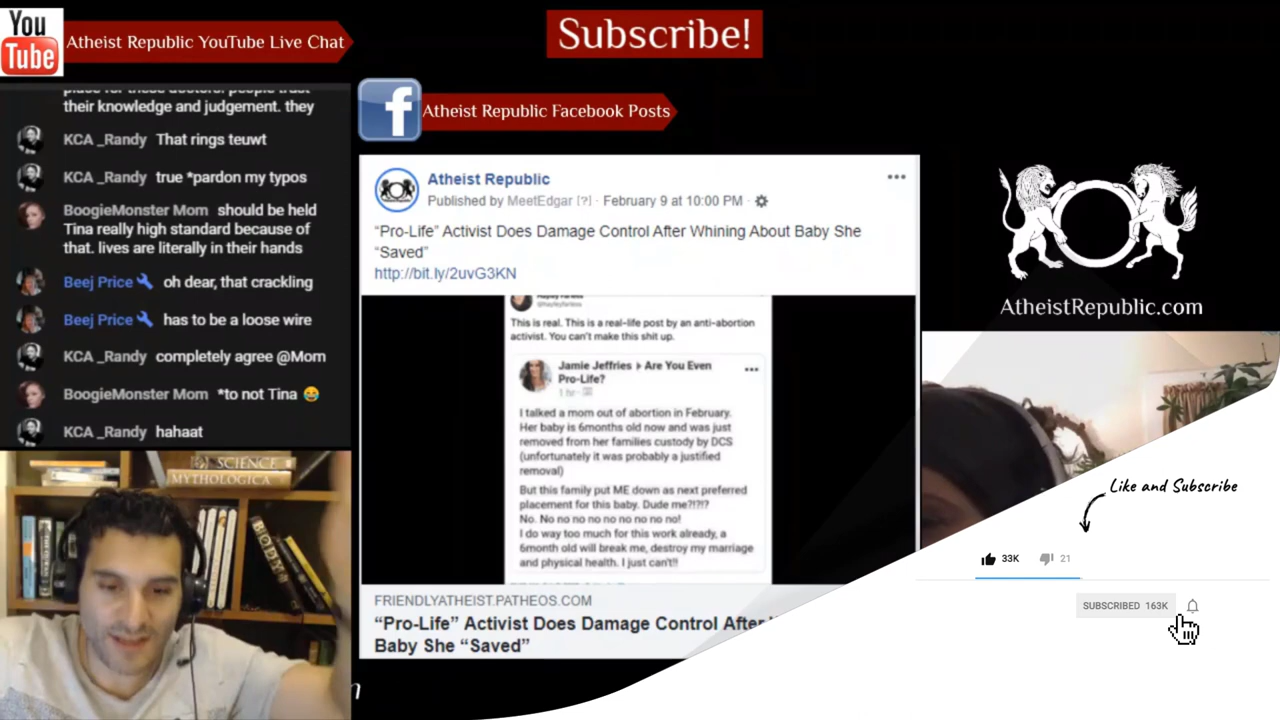 You
Tube
Atheist Republic YouTube Live Chat
Subscribe!
place for these doctors. people trust
their knowledge and judgement. they
KCA _Randy That rings teuwt
KCA _Randy true *pardon my typos
BoogieMonster Mom should be held
Tina really high standard because of
that. lives are literally in their hands
Beej Price oh dear, that crackling
Beej Price has to be a loose wire
KCA _Randy completely agree @Mom
BoogieMonster Mom *to not Tina 😂
KCA _Randy hahaat
SCIENCE
MYTHOLOGICA
f
Atheist Republic Facebook Posts
Atheist Republic
Published by MeetEdgar [?] · February 9 at 10:00 PM ·
“Pro-Life” Activist Does Damage Control After Whining About Baby She
“Saved”
http://bit.ly/2uvG3KN
This is real. This is a real-life post by an anti-abortion
activist. You can't make this shit up.
Jamie Jeffries ▸ Are You Even
Pro-Life?
1 hr ·
I talked a mom out of abortion in February.
Her baby is 6months old now and was just
removed from her families custody by DCS
(unfortunately it was probably a justified
removal)
But this family put ME down as next preferred
placement for this baby. Dude me?!?!?
No. No no no no no no no no!
I do way too much for this work already, a
6month old will break me, destroy my marriage
and physical health. I just can't!!
FRIENDLYATHEIST.PATHEOS.COM
“Pro-Life” Activist Does Damage Control After
Baby She “Saved”
AtheistRepublic.com
Like and Subscribe
33K 21
SUBSCRIBED 163K